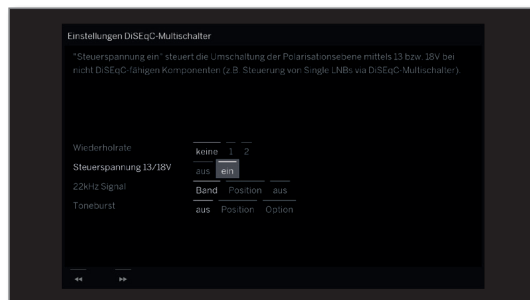 Einstellungen DiSEqC-Multischalter
"Steuerspannung ein" steuert die Umschaltung der Polarisationsebene mittels 13 bzw. 18V bei
nicht DiSEqC-fähigen Komponenten (z.B. Steuerung von Single LNBs via DiSEqC-Multischalter).
Wiederholrate keine 1 2
Steuerspannung 13/18V aus ein
22kHz Signal Band Position aus
Toneburst aus Position Option